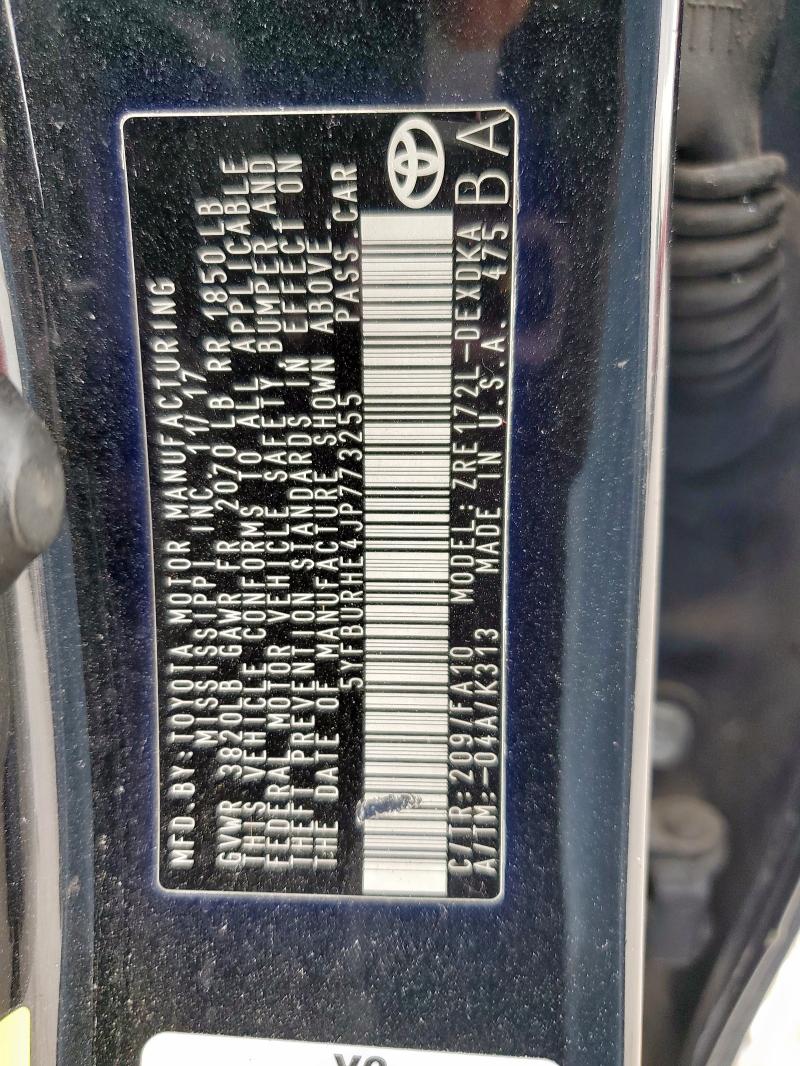 MFD.BY: TOYOTA MOTOR MANUFACTURING
MISSISSIPPI INC. 11/17
GVWR 3820LB GAWR FR 2070 LB RR 1850 LB
THIS VEHICLE CONFORMS TO ALL APPLICABLE
FEDERAL MOTOR VEHICLE SAFETY BUMPER, AND
THEFT PREVENTION STANDARDS IN EFFECT ON
THE DATE OF MANUFACTURE SHOWN ABOVE.
5YFBURHE4JP773255 PASS.CAR
C/TR: 209/FA10 MODEL: ZRE172L-DEXDKA
A/TM:-04A/K313 MADE IN U.S.A. 475 BA